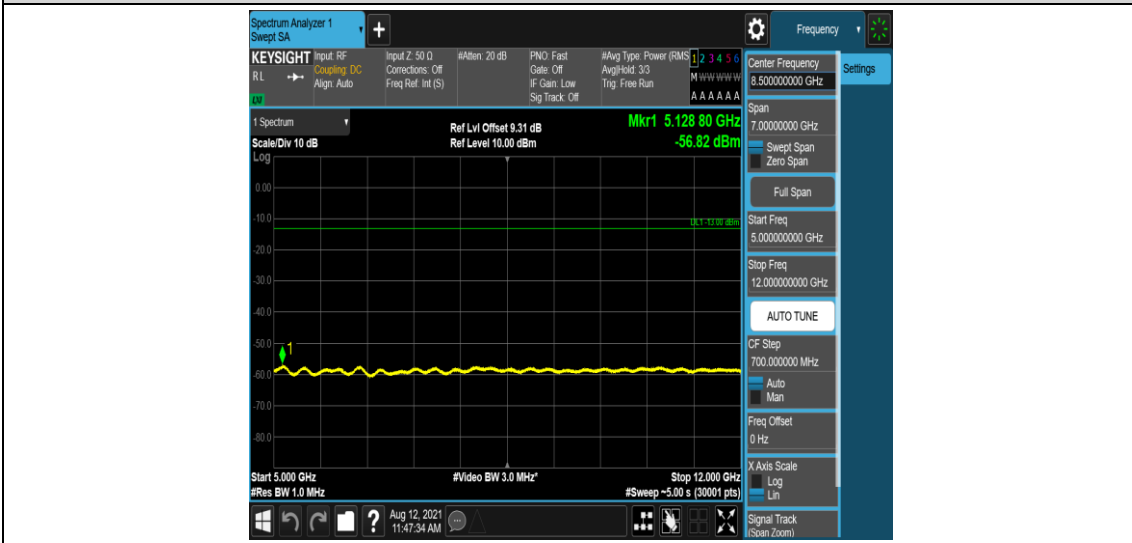 Spectrum Analyzer 1
Swept SA
+
Frequency
KEYSIGHT
RL
LXI
Input: RF
Coupling: DC
Align: Auto
Input Z: 50 Ω
Corrections: Off
Freq Ref: Int (S)
#Atten: 20 dB
PNO: Fast
Gate: Off
IF Gain: Low
Sig Track: Off
#Avg Type: Power (RMS
Avg|Hold: 3/3
Trig: Free Run
1 2 3 4 5 6
M W W W W W
A A A A A A
1 Spectrum
Scale/Div 10 dB
Log
Ref Lvl Offset 9.31 dB
Ref Level 10.00 dBm
Mkr1 5.128 80 GHz
-56.82 dBm
0.00
-10.0
DL1 -13.00 dBm
-20.0
-30.0
-40.0
-50.0
1
-60.0
-70.0
-80.0
Start 5.000 GHz
#Res BW 1.0 MHz
#Video BW 3.0 MHz*
Stop 12.000 GHz
#Sweep ~5.00 s (30001 pts)
?
Aug 12, 2021
11:47:34 AM
Center Frequency
8.500000000 GHz
Settings
Span
7.00000000 GHz
Swept Span
Zero Span
Full Span
Start Freq
5.000000000 GHz
Stop Freq
12.000000000 GHz
AUTO TUNE
CF Step
700.000000 MHz
Auto
Man
Freq Offset
0 Hz
X Axis Scale
Log
Lin
Signal Track
(Span Zoom)